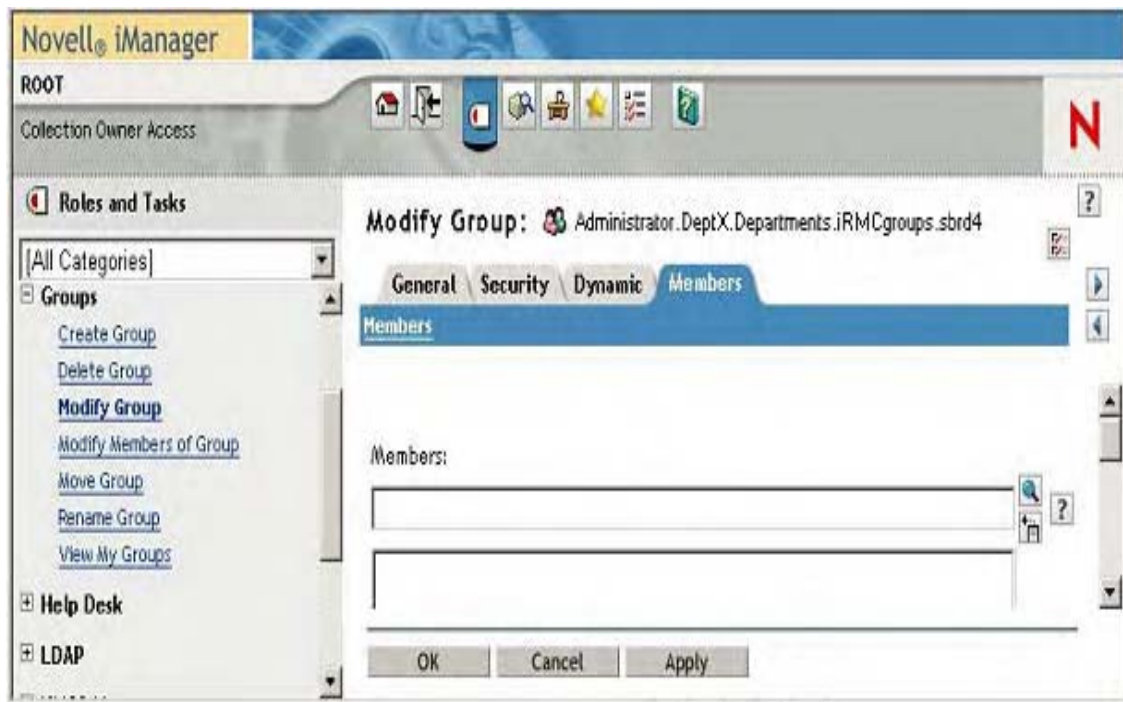 Novell® iManager
ROOT
Collection Owner Access
N
Roles and Tasks
[All Categories]
Groups
Create Group
Delete Group
Modify Group
Modify Members of Group
Move Group
Rename Group
View My Groups
Help Desk
LDAP
Modify Group: Administrator.DeptX.Departments.iRMCgroups.sbrd4
?
General Security Dynamic Members
Members
Members:
?
OK Cancel Apply